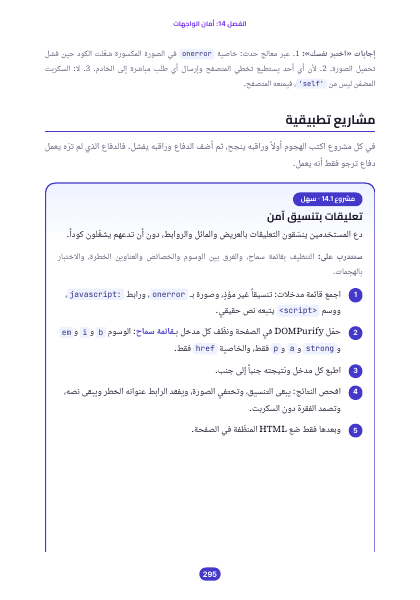 الفصل 14: أمان الواجهات
إجابات «اختبر نفسك»: 1. عبر معالج حدث: خاصية onerror في الصورة المكسورة شغّلت الكود حين فشل
تحميل الصورة. 2. لأن أي أحد يستطيع تخطي المتصفح وإرسال أي طلب مباشرة إلى الخادم. 3. لا: السكربت
المضمّن ليس من 'self'، فيمنعه المتصفح.
مشاريع تطبيقية
في كل مشروع اكتب الهجوم أولاً وراقبه ينجح، ثم أضف الدفاع وراقبه يفشل. فالدفاع الذي لم تره يعمل
دفاع ترجو فقط أنه يعمل.
مشروع 14.1 · سهل
تعليقات بتنسيق آمن
دع المستخدمين ينسّقون التعليقات بالعريض والمائل والروابط، دون أن تدعهم يشغّلون كوداً.
ستتدرب على: التنظيف بقائمة سماح، والفرق بين الوسوم والخصائص وعناوين الخطرة، والاختبار
بالهجمات.
1 اجمع قائمة مدخلات: تنسيقاً غير مؤذٍ، وصورة بـ onerror، ورابط javascript:،
ووسم <script> يتبعه نص حقيقي.
2 حمّل DOMPurify في الصفحة ونظّف كل مدخل بـقائمة سماح: الوسوم b و i و em
و strong و a و p فقط، والخاصية href فقط.
3 اطبع كل مدخل ونتيجته جنباً إلى جنب.
4 افحص النتائج: يبقى التنسيق، وتختفي الصورة، ويفقد الرابط عنوانه الخطر ويبقى نصه،
وتصمد الفقرة دون السكربت.
5 وبعدها فقط ضع HTML المنظّفة في الصفحة.
295